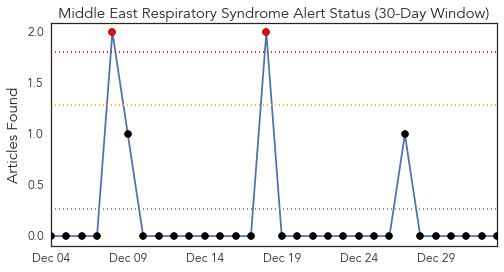 Middle East Respiratory Syndrome Alert Status (30-Day Window)
Articles Found
2.0
1.5
1.0
0.5
0.0
Dec 04 Dec 09 Dec 14 Dec 19 Dec 24 Dec 29